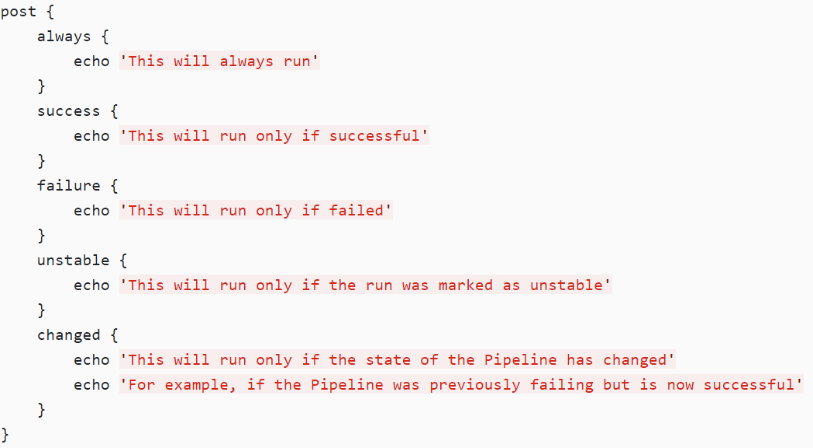 post {
    always {
        echo 'This will always run'
    }
    success {
        echo 'This will run only if successful'
    }
    failure {
        echo 'This will run only if failed'
    }
    unstable {
        echo 'This will run only if the run was marked as unstable'
    }
    changed {
        echo 'This will run only if the state of the Pipeline has changed'
        echo 'For example, if the Pipeline was previously failing but is now successful'
    }
}